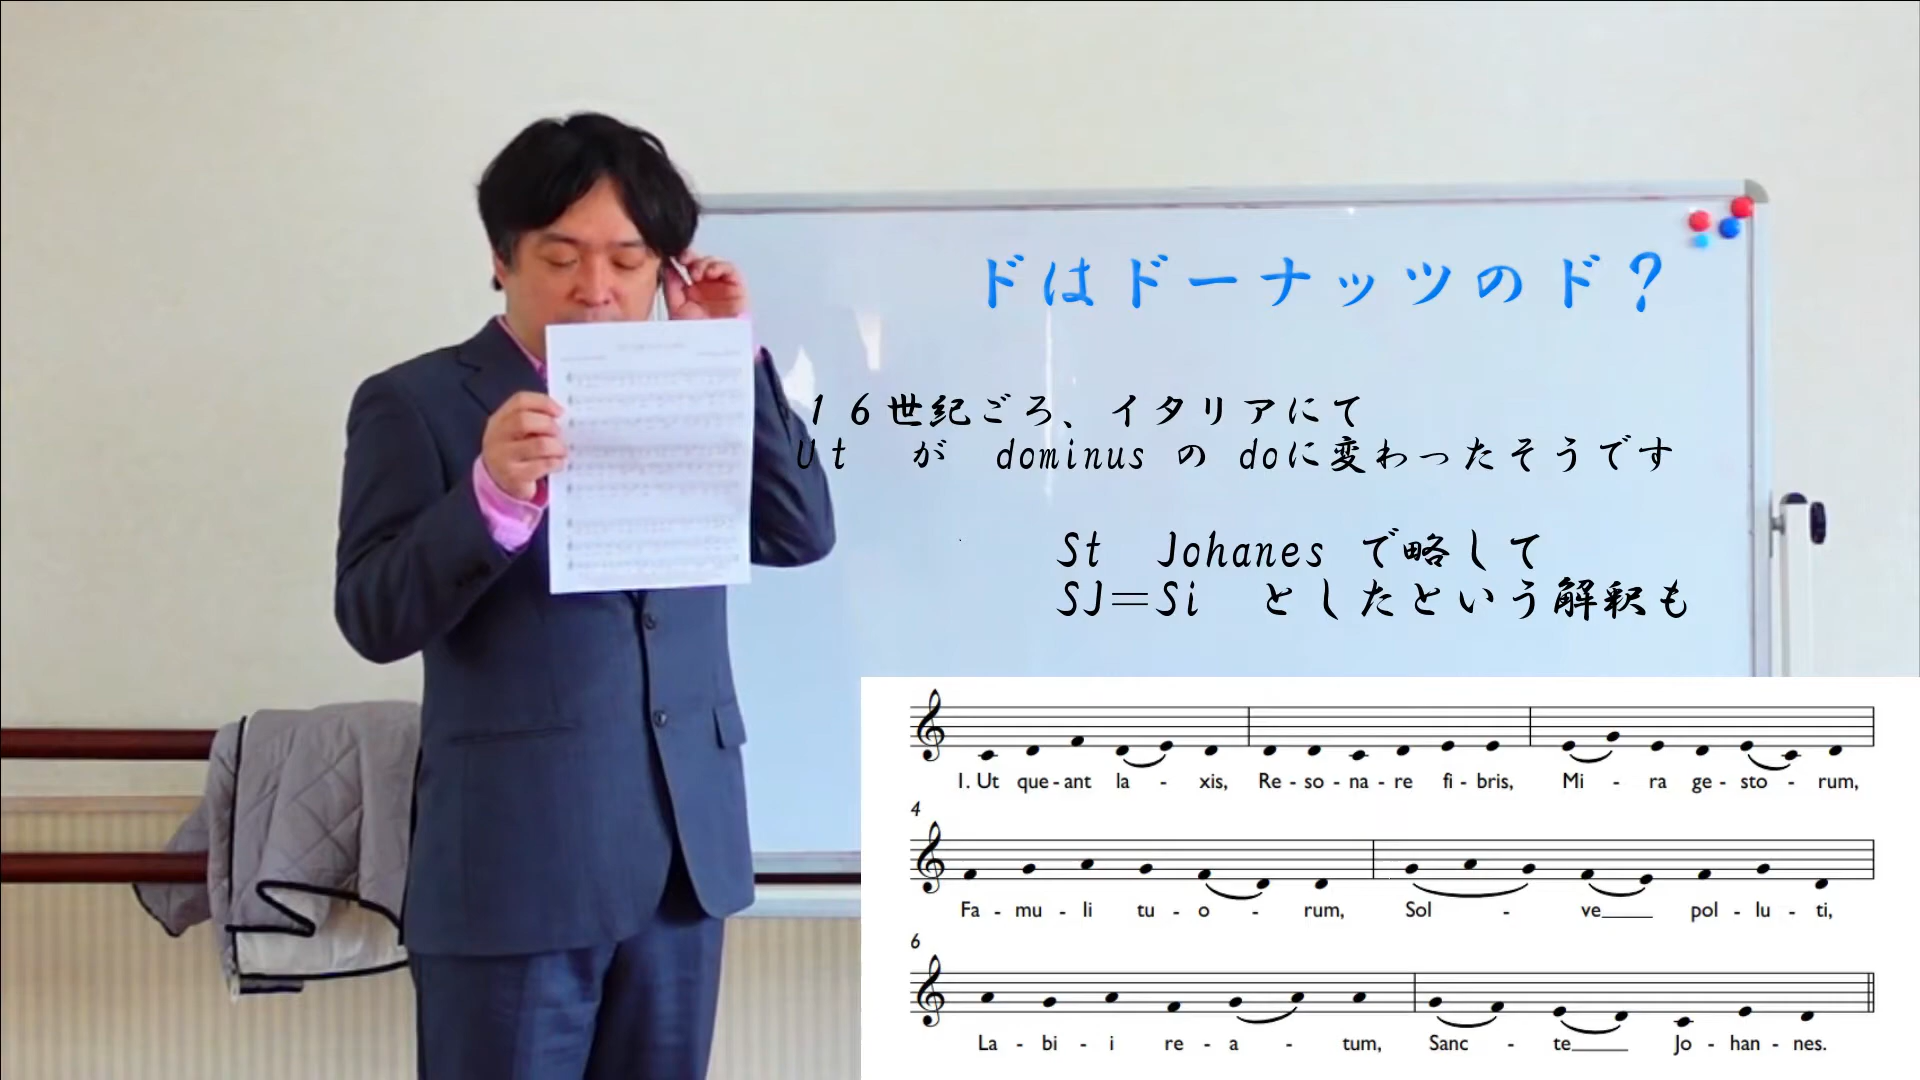 ドはドーナッツのド？
１６世紀ごろ、イタリアにて
Ut が dominus の doに変わったそうです
St Johanes で略して
SJ＝Si としたという解釈も
1. Ut que - ant la - xis, Re - so - na - re fi - bris, Mi - ra ge - sto - rum,
4
Fa - mu - li tu - o - rum, Sol - ve____ pol - lu - ti,
6
La - bi - i re - a - tum, Sanc - te____ Jo - han - nes.